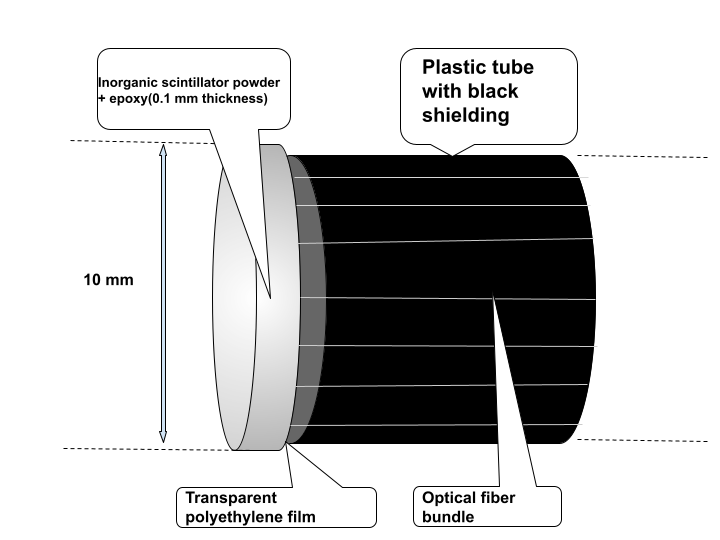 Inorganic scintillator powder
+ epoxy(0.1 mm thickness)
Plastic tube
with black
shielding
10 mm
Transparent
polyethylene film
Optical fiber
bundle